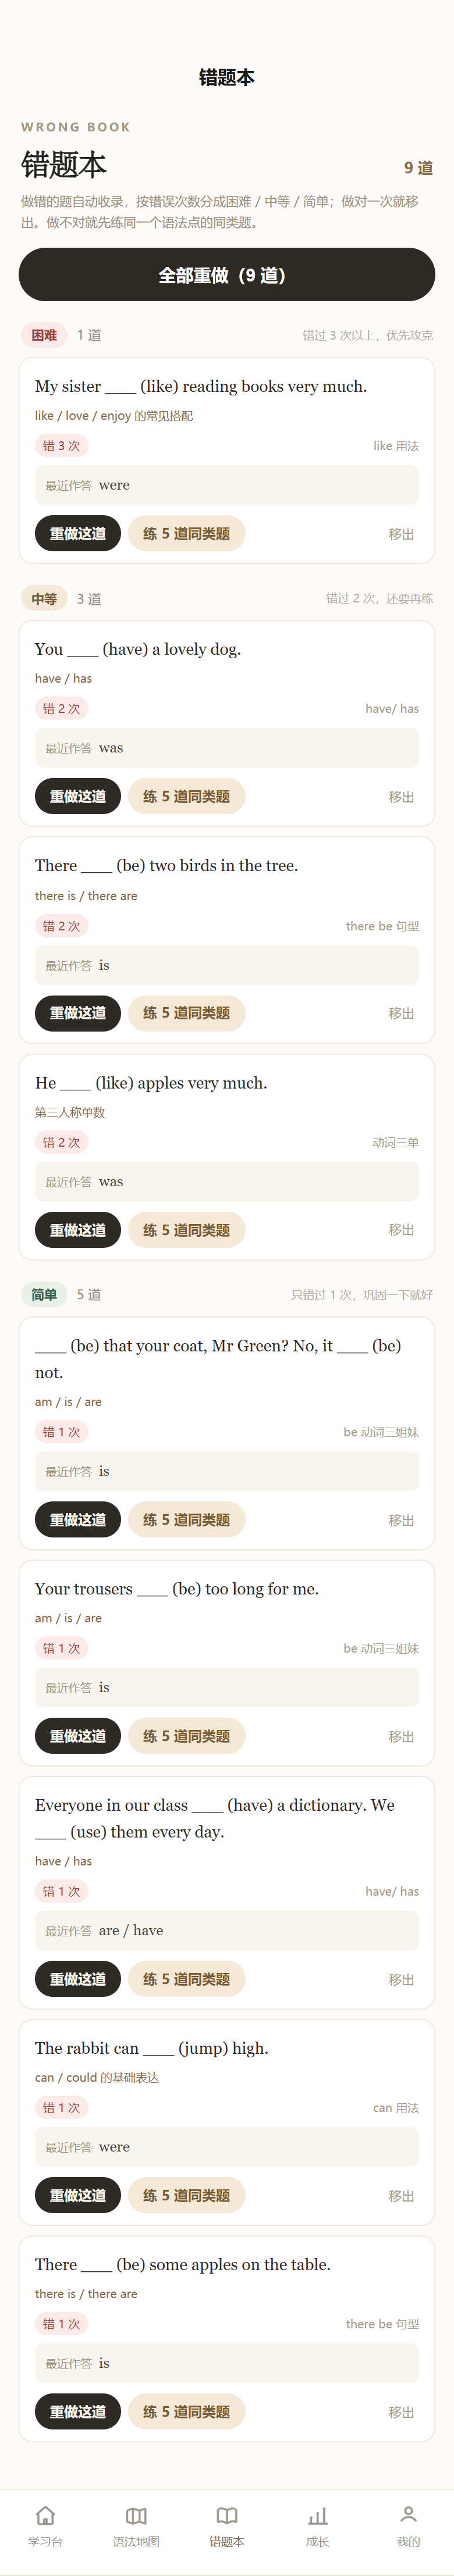 错题本
WRONG BOOK
错题本
9 道
做错的题自动收录，按错误次数分成困难 / 中等 / 简单；做对一次就移
出。做不对就先练同一个语法点的同类题。
全部重做（9 道）
困难 1 道 错过 3 次以上，优先攻克
My sister ____ (like) reading books very much.
like / love / enjoy 的常见搭配
错 3 次 like 用法
最近作答 were
重做这道 练 5 道同类题 移出
中等 3 道 错过 2 次，还要再练
You ____ (have) a lovely dog.
have / has
错 2 次 have/ has
最近作答 was
重做这道 练 5 道同类题 移出
There ____ (be) two birds in the tree.
there is / there are
错 2 次 there be 句型
最近作答 is
重做这道 练 5 道同类题 移出
He ____ (like) apples very much.
第三人称单数
错 2 次 动词三单
最近作答 was
重做这道 练 5 道同类题 移出
简单 5 道 只错过 1 次，巩固一下就好
____ (be) that your coat, Mr Green? No, it ____ (be)
not.
am / is / are
错 1 次 be 动词三姐妹
最近作答 is
重做这道 练 5 道同类题 移出
Your trousers ____ (be) too long for me.
am / is / are
错 1 次 be 动词三姐妹
最近作答 is
重做这道 练 5 道同类题 移出
Everyone in our class ____ (have) a dictionary. We
____ (use) them every day.
have / has
错 1 次 have/ has
最近作答 are / have
重做这道 练 5 道同类题 移出
The rabbit can ____ (jump) high.
can / could 的基础表达
错 1 次 can 用法
最近作答 were
重做这道 练 5 道同类题 移出
There ____ (be) some apples on the table.
there is / there are
错 1 次 there be 句型
最近作答 is
重做这道 练 5 道同类题 移出
学习台 语法地图 错题本 成长 我的